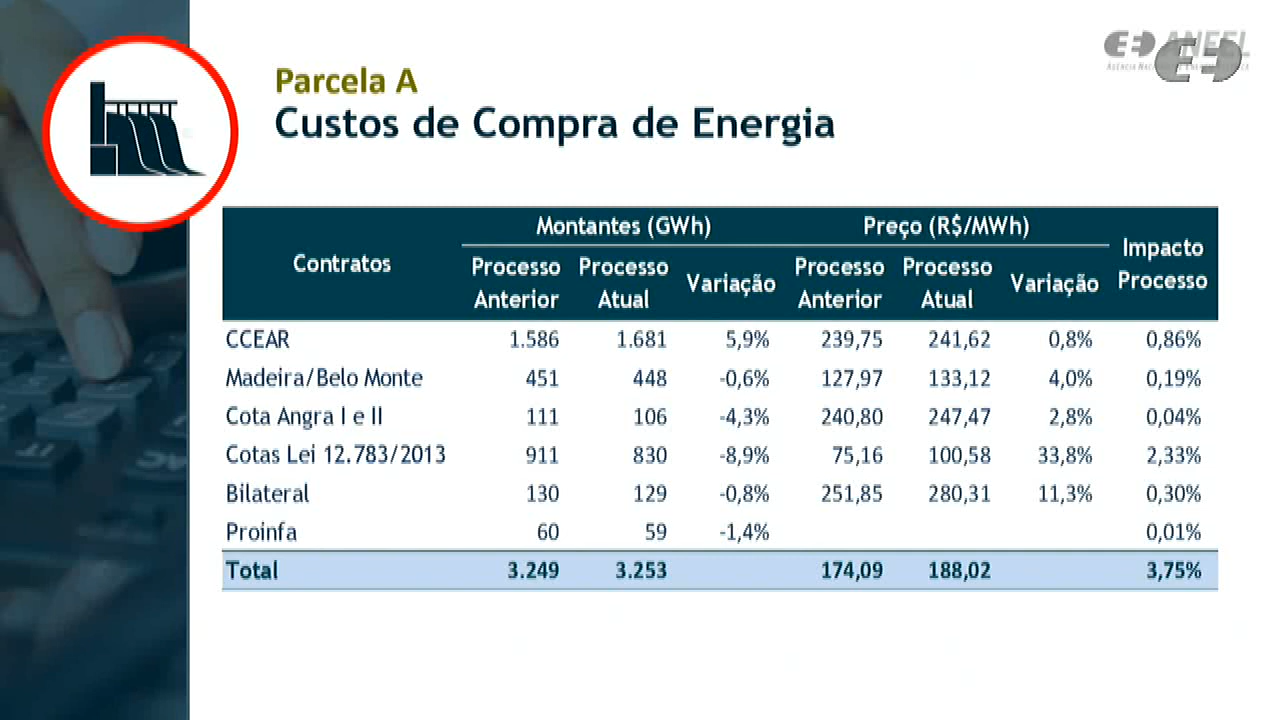 ANEEL
Parcela A
Custos de Compra de Energia
Contratos Montantes (GWh) Preço (R$/MWh) Impacto Processo
Processo Anterior Processo Atual Variação Processo Anterior Processo Atual Variação
CCEAR 1.586 1.681 5,9% 239,75 241,62 0,8% 0,86%
Madeira/Belo Monte 451 448 -0,6% 127,97 133,12 4,0% 0,19%
Cota Angra I e II 111 106 -4,3% 240,80 247,47 2,8% 0,04%
Cotas Lei 12.783/2013 911 830 -8,9% 75,16 100,58 33,8% 2,33%
Bilateral 130 129 -0,8% 251,85 280,31 11,3% 0,30%
Proinfa 60 59 -1,4% 0,01%
Total 3.249 3.253 174,09 188,02 3,75%